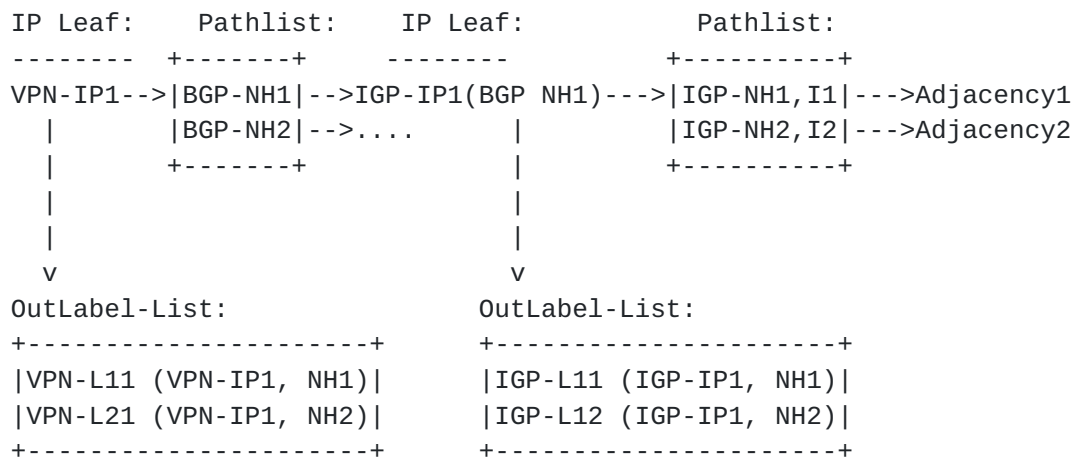 IP Leaf:    Pathlist:    IP Leaf:           Pathlist:
--------  +-------+     --------          +----------+
VPN-IP1-->|BGP-NH1|-->IGP-IP1(BGP NH1)--->|IGP-NH1,I1|--->Adjacency1
  |       |BGP-NH2|-->....      |         |IGP-NH2,I2|--->Adjacency2
  |       +-------+             |         +----------+
  |                             |
  |                             |
  v                             v
OutLabel-List:                OutLabel-List:
+----------------------+      +----------------------+
|VPN-L11 (VPN-IP1, NH1)|      |IGP-L11 (IGP-IP1, NH1)|
|VPN-L21 (VPN-IP1, NH2)|      |IGP-L12 (IGP-IP1, NH2)|
+----------------------+      +----------------------+